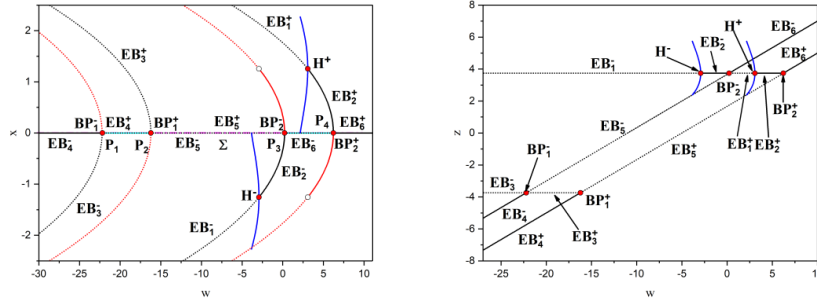 2
1
0
-1
-2
x
-30
-25
-20
-15
-10
-5
0
5
10
w
EB₃⁺
EB₁⁺
H⁺
EB₂⁺
BP₁⁻
EB₄⁺
BP₁⁺
EB₅⁺
BP₂⁻
P₄
EB₆⁺
EB₄⁻
P₁
P₂
EB₅⁻
Σ
P₃
EB₆⁻
BP₂⁺
EB₃⁻
H⁻
EB₂⁻
EB₁⁻
8
6
4
2
0
-2
-4
-6
-8
z
-25
-20
-15
-10
-5
0
5
10
w
EB₁⁻
H⁻
EB₂⁻
H⁺
EB₆⁻
EB₆⁺
BP₂⁻
BP₂⁺
EB₁⁺
EB₂⁺
EB₅⁻
EB₅⁺
BP₁⁻
EB₃⁻
BP₁⁺
EB₄⁻
EB₃⁺
EB₄⁺